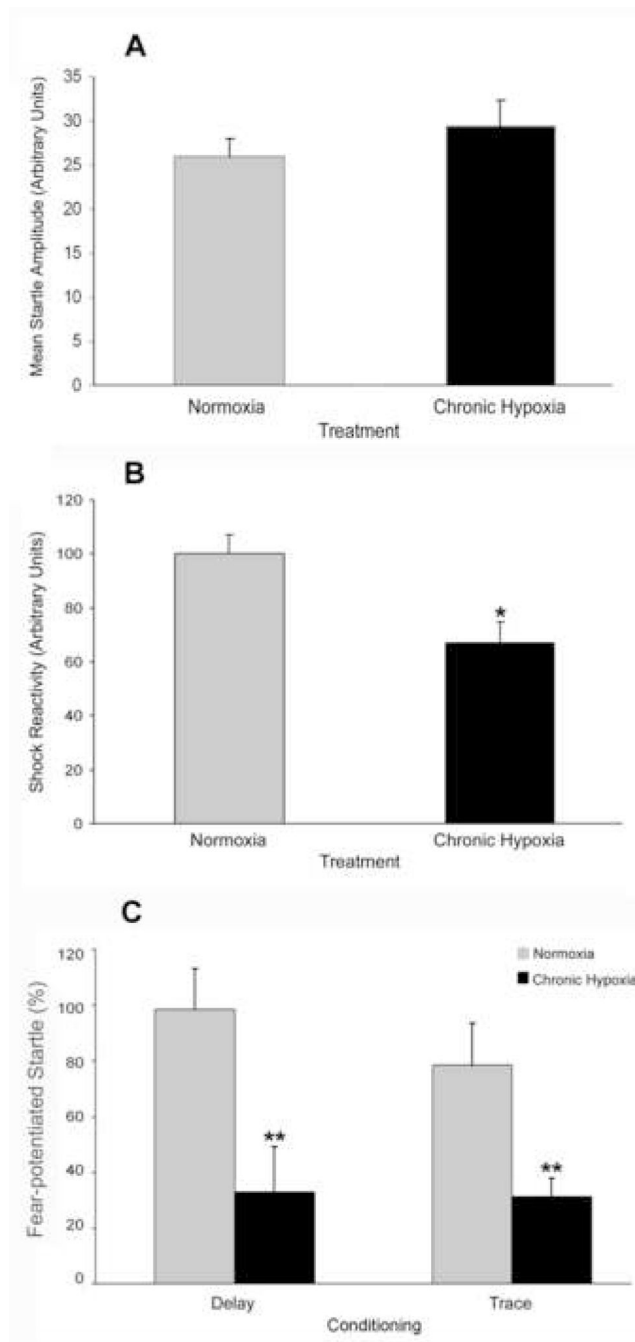 A
Mean Startle Amplitude (Arbitrary Units)
35
30
25
20
15
10
5
0
Normoxia Chronic Hypoxia
Treatment
B
Shock Reactivity (Arbitrary Units)
120
100
80
60
40
20
0
*
Normoxia Chronic Hypoxia
Treatment
C
Fear-potentiated Startle (%)
120
100
80
60
40
20
0
Normoxia
Chronic Hypoxia
**
**
Delay Trace
Conditioning